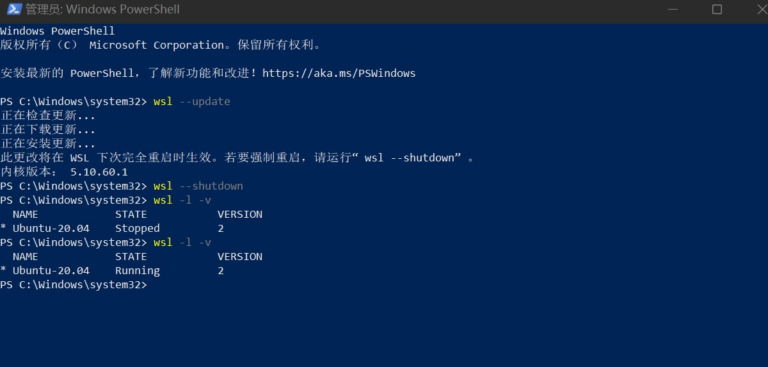 管理员: Windows PowerShell
Windows PowerShell
版权所有 (C) Microsoft Corporation。保留所有权利。
安装最新的 PowerShell，了解新功能和改进！https://aka.ms/PSWindows
PS C:\Windows\system32> wsl --update
正在检查更新...
正在下载更新...
正在安装更新...
此更改将在 WSL 下次完全重启时生效。若要强制重启，请运行“ wsl --shutdown” 。
内核版本： 5.10.60.1
PS C:\Windows\system32> wsl --shutdown
PS C:\Windows\system32> wsl -l -v
NAME STATE VERSION
* Ubuntu-20.04 Stopped 2
PS C:\Windows\system32> wsl -l -v
NAME STATE VERSION
* Ubuntu-20.04 Running 2
PS C:\Windows\system32>